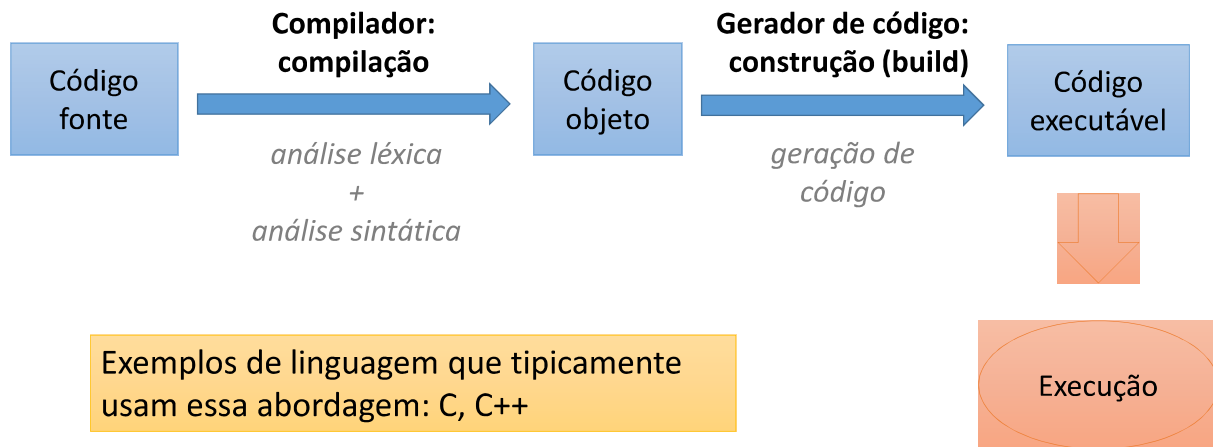 Código
fonte
Compilador:
compilação
análise léxica
+
análise sintática
Código
objeto
Gerador de código:
construção (build)
geração de
código
Código
executável
Execução
Exemplos de linguagem que tipicamente
usam essa abordagem: C, C++